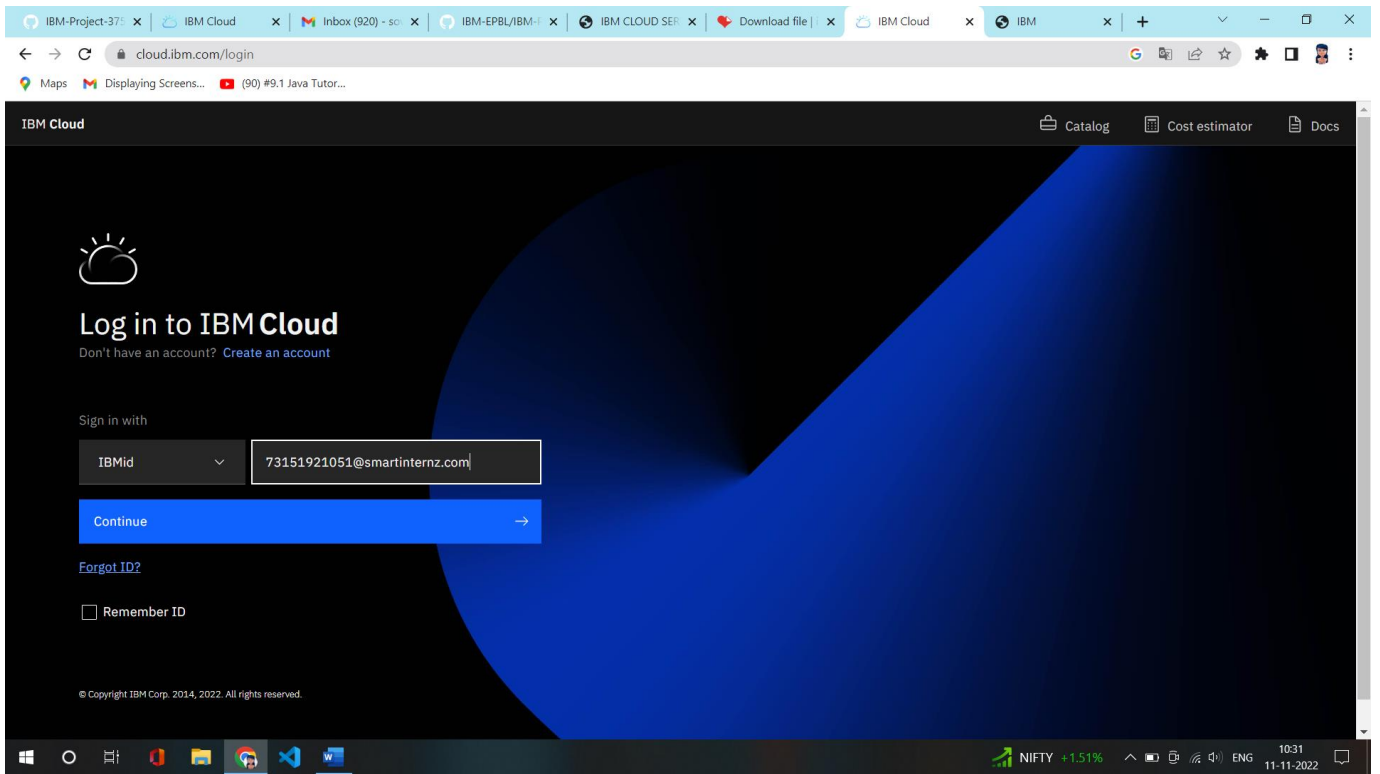 IBM-Project-375
IBM Cloud
Inbox (920) - so
IBM-EPBL/IBM-P
IBM CLOUD SER
Download file |
IBM Cloud
IBM
cloud.ibm.com/login
Maps
Displaying Screens...
(90) #9.1 Java Tutor...
IBM Cloud
Catalog
Cost estimator
Docs
Log in to IBM Cloud
Don't have an account? Create an account
Sign in with
IBMid
73151921051@smartinternz.com
Continue
Forgot ID?
Remember ID
© Copyright IBM Corp. 2014, 2022. All rights reserved.
NIFTY +1.51%
ENG
10:31
11-11-2022